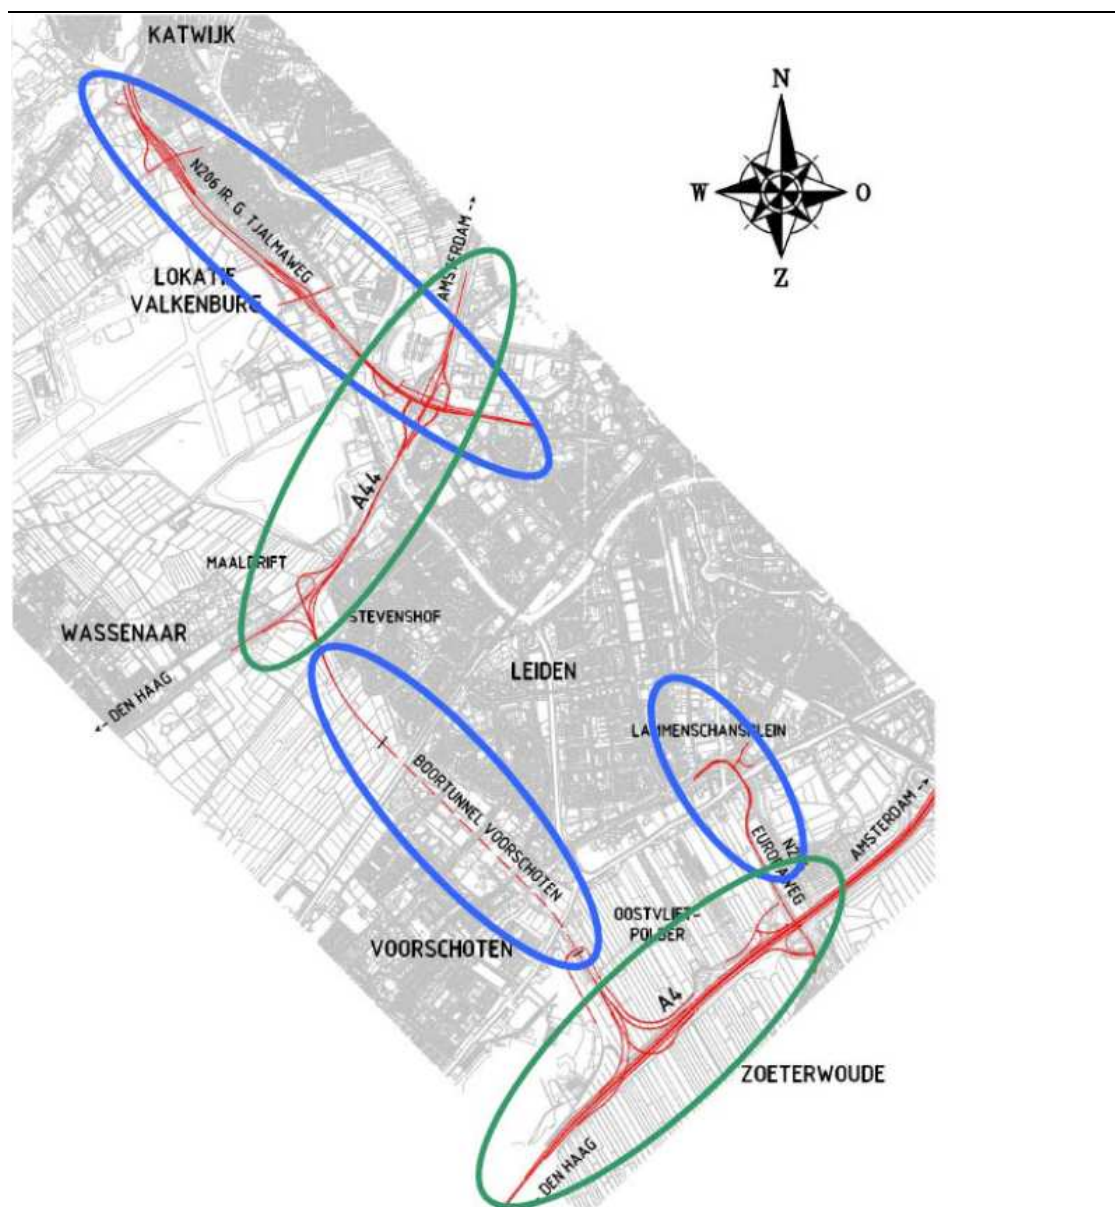 KATWIJK
N
W
O
Z
N206 IR. G. TJALMAWEG
AMSTERDAM
LOKATIE
VALKENBURG
A44
MAALDRIFT
STEVENSHOF
WASSENAAR
LEIDEN
DEN HAAG
LAMMENSCHANSPLEIN
BOORTUNNEL VOORSCHOTEN
AMSTERDAM
EUROPAWEG
OOSTVLIET-
POLDER
VOORSCHOTEN
A4
ZOETERWOUDE
DEN HAAG